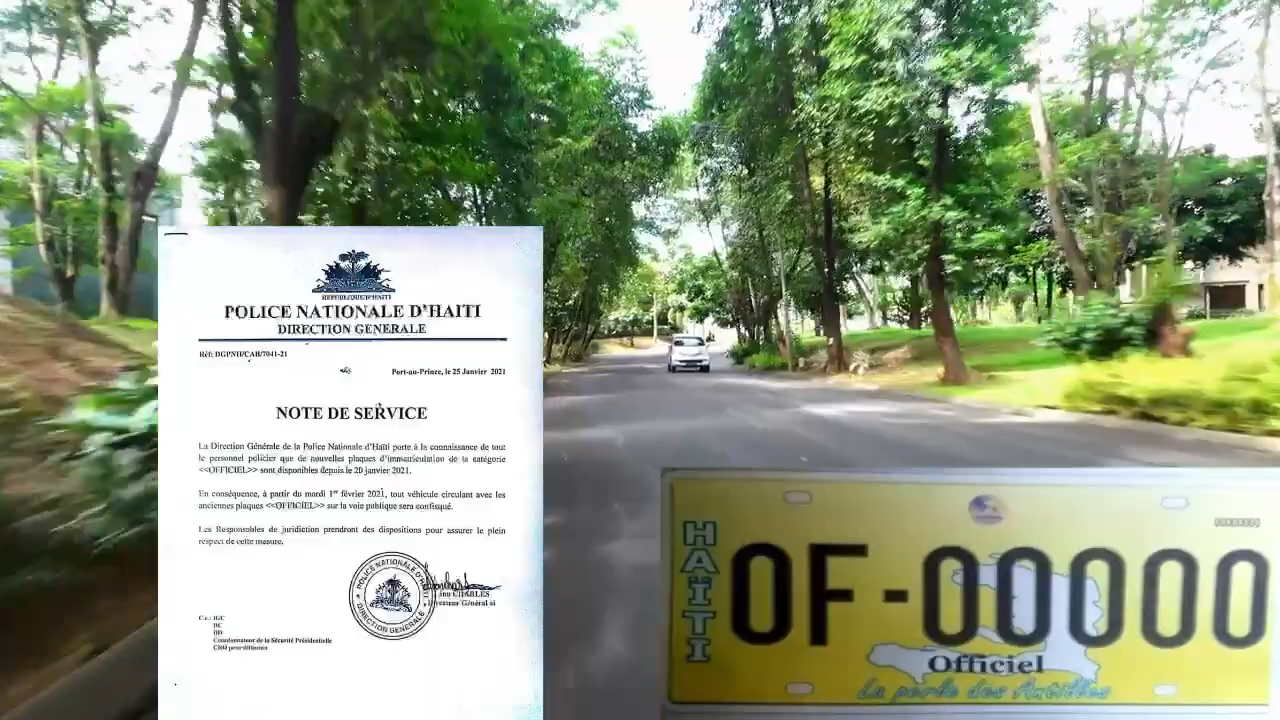 REPUBLIQUE D'HAITI
POLICE NATIONALE D'HAITI
DIRECTION GENERALE
Réf: DGPNH/CAB/7041-21
Port-au-Prince, le 25 Janvier 2021
NOTE DE SERVICE
La Direction Générale de la Police Nationale d'Haïti porte à la connaissance de tout
le personnel policier que de nouvelles plaques d'immatriculation de la catégorie
<<OFFICIEL>> sont disponibles depuis le 20 janvier 2021.
En conséquence, à partir du mardi 1er février 2021, tout véhicule circulant avec les
anciennes plaques <<OFFICIEL>> sur la voie publique sera confisqué.
Les Responsables de juridiction prendront des dispositions pour assurer le plein
respect de cette mesure.
POLICE NATIONALE D'HAITI
DIRECTION GENERALE
CHARLES
Général ai
C.c.: IGC
DC
DD
Coordonnateur de la Sécurité Présidentielle
HAÏTI
OF-00000
Officiel
La perle des Antilles